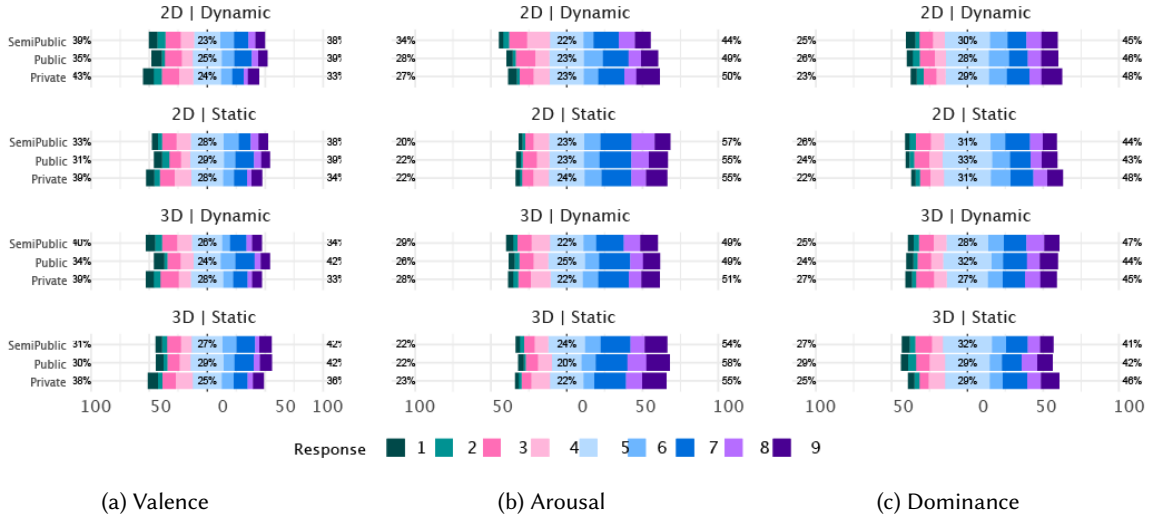 2D | Dynamic 2D | Dynamic 2D | Dynamic
SemiPublic 39% 23% 38% 34% 22% 44% 25% 30% 45%
Public 35% 25% 39% 28% 23% 49% 26% 28% 46%
Private 43% 24% 33% 27% 23% 50% 23% 29% 48%
2D | Static 2D | Static 2D | Static
SemiPublic 33% 28% 38% 20% 23% 57% 26% 31% 44%
Public 31% 29% 39% 22% 23% 55% 24% 33% 43%
Private 39% 28% 34% 22% 24% 55% 22% 31% 48%
3D | Dynamic 3D | Dynamic 3D | Dynamic
SemiPublic 40% 26% 34% 29% 22% 49% 25% 28% 47%
Public 34% 24% 42% 26% 25% 49% 24% 32% 44%
Private 39% 28% 33% 28% 22% 51% 27% 27% 45%
3D | Static 3D | Static 3D | Static
SemiPublic 31% 27% 42% 22% 24% 54% 27% 32% 41%
Public 30% 29% 42% 22% 20% 58% 29% 29% 42%
Private 38% 25% 36% 23% 22% 55% 25% 29% 46%
100 50 0 50 100 50 0 50 100 50 0 50 100
Response 1 2 3 4 5 6 7 8 9
(a) Valence (b) Arousal (c) Dominance